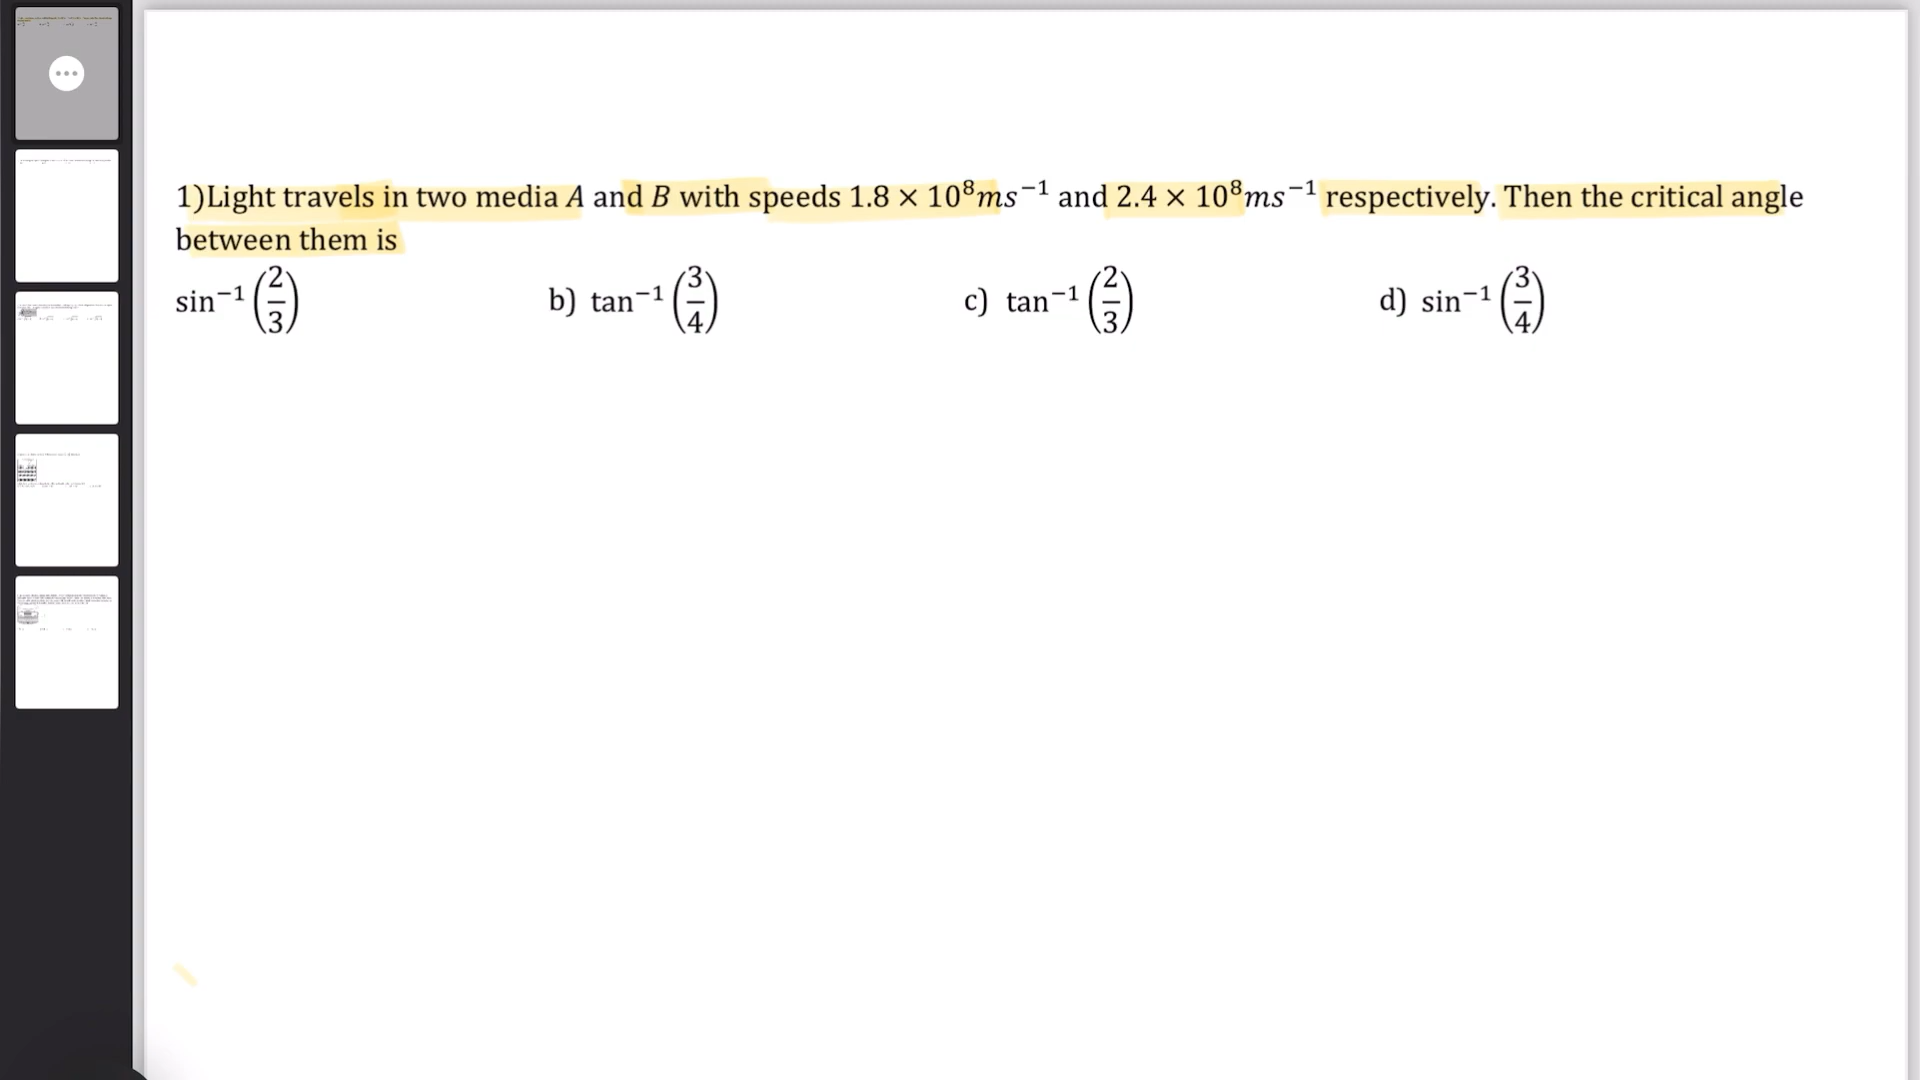 1)Light travels in two media A and B with speeds 1.8 × 10⁸ms⁻¹ and 2.4 × 10⁸ms⁻¹ respectively. Then the critical angle
between them is
sin⁻¹(2/3) b) tan⁻¹(3/4) c) tan⁻¹(2/3) d) sin⁻¹(3/4)